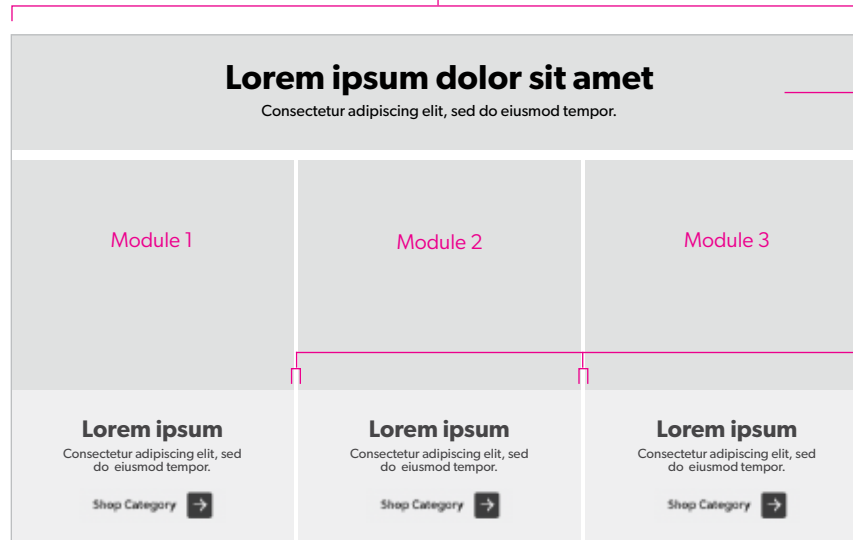 Lorem ipsum dolor sit amet
Consectetur adipiscing elit, sed do eiusmod tempor.
Module 1
Module 2
Module 3
Lorem ipsum
Consectetur adipiscing elit, sed
do eiusmod tempor.
Shop Category
Lorem ipsum
Consectetur adipiscing elit, sed
do eiusmod tempor.
Shop Category
Lorem ipsum
Consectetur adipiscing elit, sed
do eiusmod tempor.
Shop Category